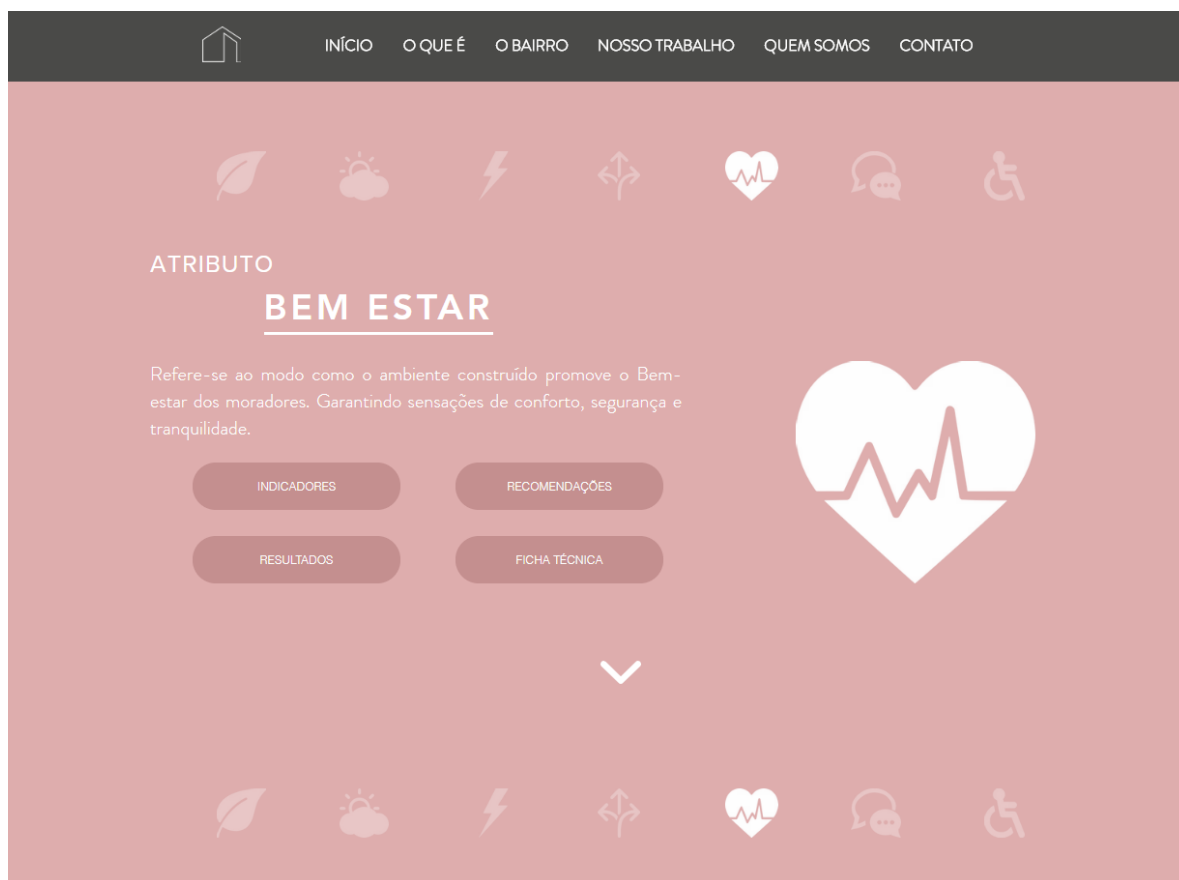 INÍCIO O QUE É O BAIRRO NOSSO TRABALHO QUEM SOMOS CONTATO
ATRIBUTO
BEM ESTAR
Refere-se ao modo como o ambiente construído promove o Bem-
estar dos moradores. Garantindo sensações de conforto, segurança e
tranquilidade.
INDICADORES RECOMENDAÇÕES
RESULTADOS FICHA TÉCNICA